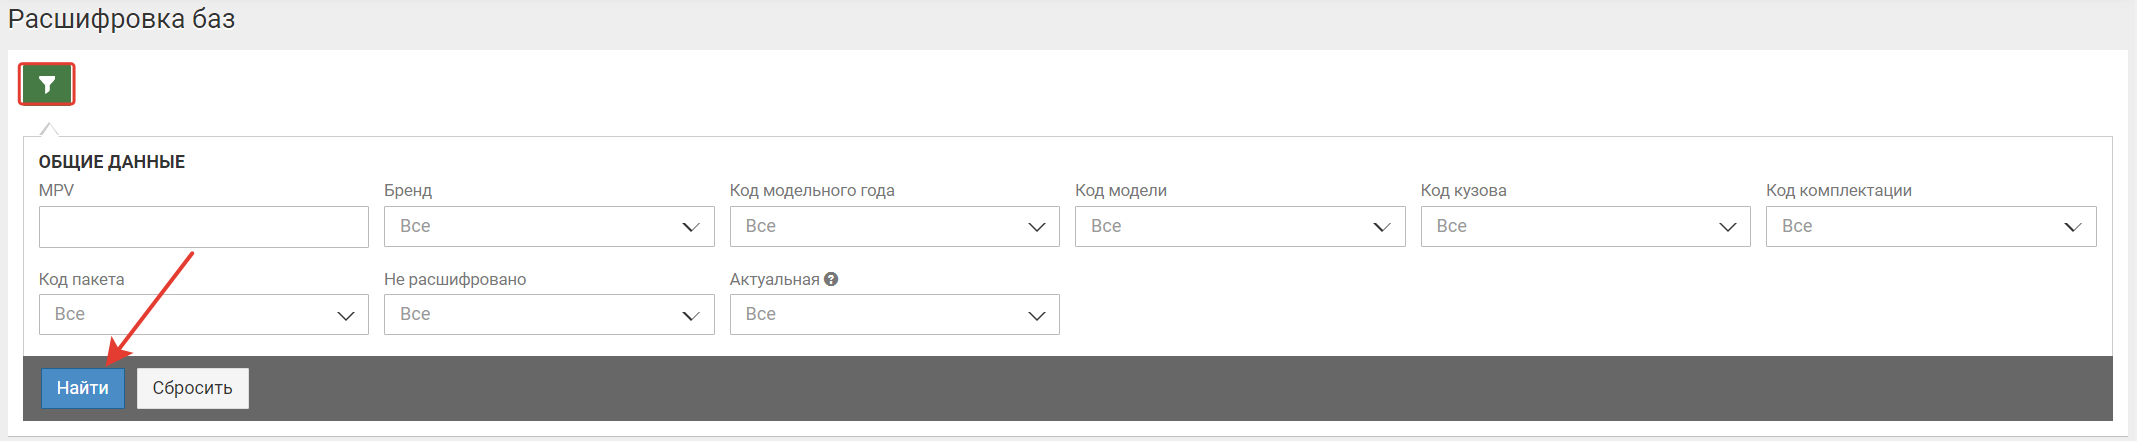 Расшифровка баз
ОБЩИЕ ДАННЫЕ
MPV Бренд Код модельного года Код модели Код кузова Код комплектации
Все Все Все Все Все
Код пакета Не расшифровано Актуальная ?
Все Все Все
Найти Сбросить